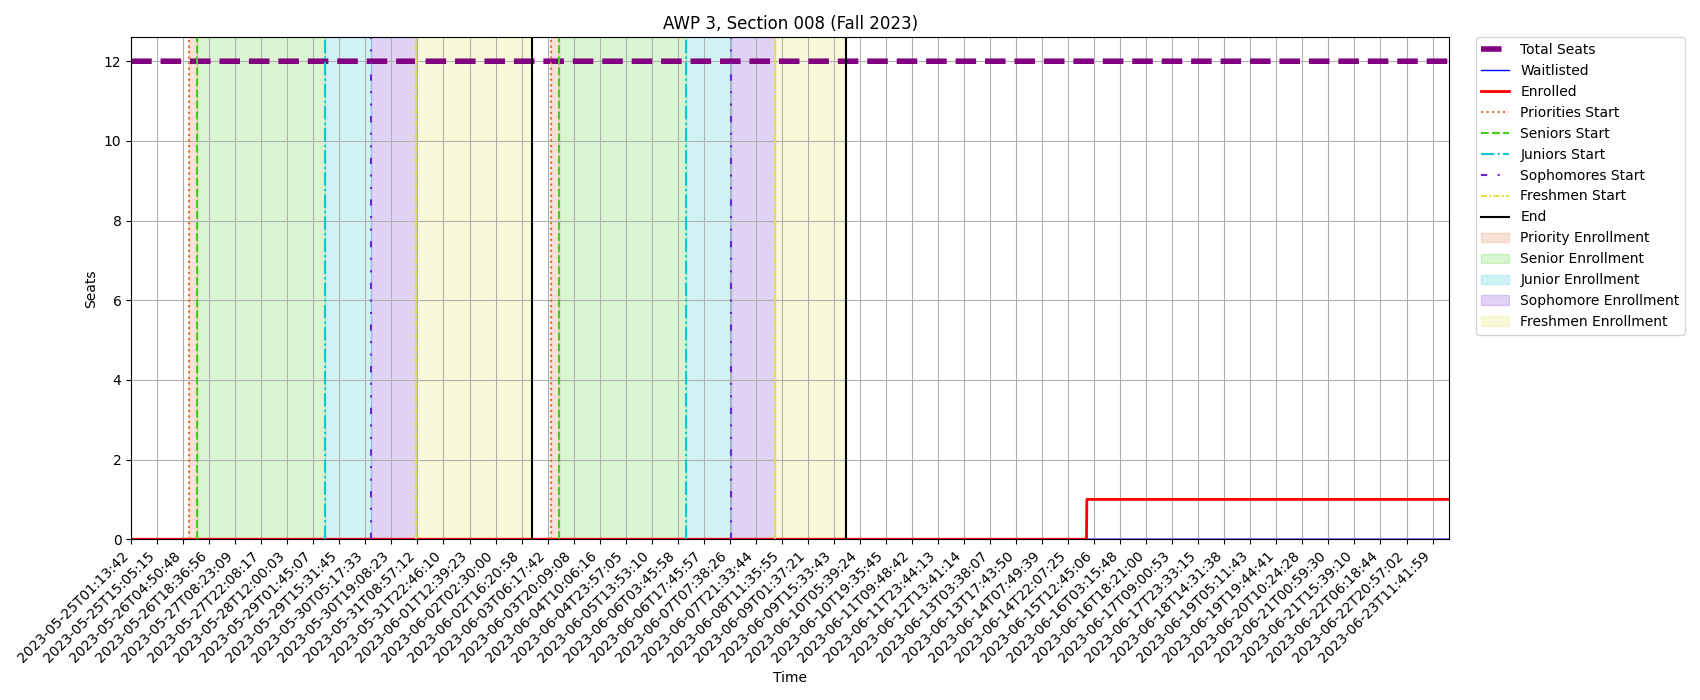 AWP 3, Section 008 (Fall 2023)
Seats
12
10
8
6
4
2
0
2023-05-25T01:13:42
2023-05-25T15:05:15
2023-05-26T04:50:48
2023-05-26T18:36:56
2023-05-27T08:23:09
2023-05-27T22:08:17
2023-05-28T12:00:03
2023-05-29T01:45:07
2023-05-29T15:31:45
2023-05-30T05:17:33
2023-05-30T19:08:23
2023-05-31T08:57:12
2023-05-31T22:46:10
2023-06-01T12:39:23
2023-06-02T02:30:00
2023-06-02T16:20:58
2023-06-03T06:17:42
2023-06-03T20:09:08
2023-06-04T10:06:16
2023-06-04T23:57:05
2023-06-05T13:53:10
2023-06-06T03:45:58
2023-06-06T17:45:57
2023-06-07T07:38:26
2023-06-07T21:33:44
2023-06-08T11:35:55
2023-06-09T01:37:21
2023-06-09T15:33:43
2023-06-10T05:39:24
2023-06-10T19:35:45
2023-06-11T09:48:42
2023-06-11T23:44:13
2023-06-12T13:41:14
2023-06-13T03:38:07
2023-06-13T17:43:50
2023-06-14T07:49:39
2023-06-14T22:07:25
2023-06-15T12:45:06
2023-06-16T03:15:48
2023-06-16T18:21:00
2023-06-17T09:00:53
2023-06-17T23:33:15
2023-06-18T14:31:38
2023-06-19T05:11:43
2023-06-19T19:44:41
2023-06-20T10:24:28
2023-06-21T00:59:30
2023-06-21T15:39:10
2023-06-22T06:18:44
2023-06-22T20:57:02
2023-06-23T11:41:59
Time
Total Seats
Waitlisted
Enrolled
Priorities Start
Seniors Start
Juniors Start
Sophomores Start
Freshmen Start
End
Priority Enrollment
Senior Enrollment
Junior Enrollment
Sophomore Enrollment
Freshmen Enrollment